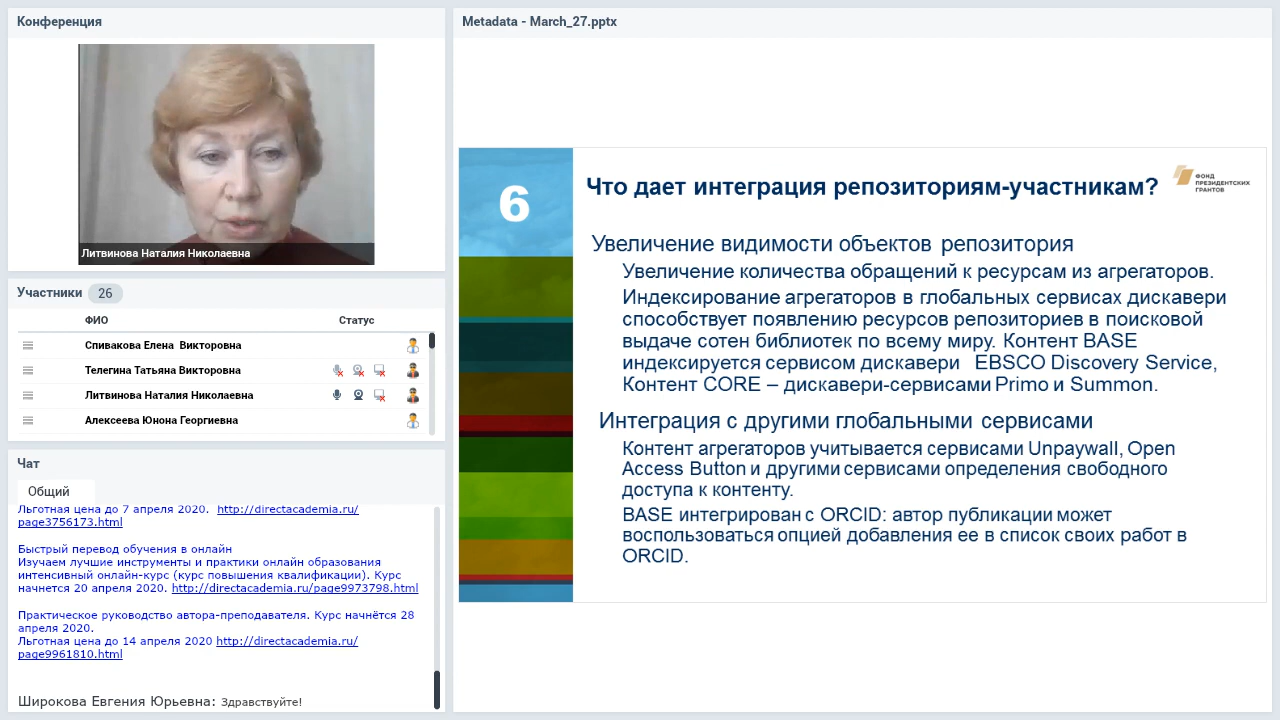 Конференция
Литвинова Наталия Николаевна
Участники 26
ФИО Статус
Спивакова Елена Викторовна
Телегина Татьяна Викторовна
Литвинова Наталия Николаевна
Алексеева Юнона Георгиевна
Чат
Общий
Льготная цена до 7 апреля 2020. http://directacademia.ru/
page3756173.html
Быстрый перевод обучения в онлайн
Изучаем лучшие инструменты и практики онлайн образования
интенсивный онлайн-курс (курс повышения квалификации). Курс
начнется 20 апреля 2020. http://directacademia.ru/page9973798.html
Практическое руководство автора-преподавателя. Курс начнётся 28
апреля 2020.
Льготная цена до 14 апреля 2020 http://directacademia.ru/
page9961810.html
Широкова Евгения Юрьевна: Здравствуйте!
Metadata - March_27.pptx
6
Что дает интеграция репозиториям-участникам?
ФОНД
ПРЕЗИДЕНТСКИХ
ГРАНТОВ
Увеличение видимости объектов репозитория
Увеличение количества обращений к ресурсам из агрегаторов.
Индексирование агрегаторов в глобальных сервисах дискавери
способствует появлению ресурсов репозиториев в поисковой
выдаче сотен библиотек по всему миру. Контент BASE
индексируется сервисом дискавери EBSCO Discovery Service,
Контент CORE – дискавери-сервисами Primo и Summon.
Интеграция с другими глобальными сервисами
Контент агрегаторов учитывается сервисами Unpaywall, Open
Access Button и другими сервисами определения свободного
доступа к контенту.
BASE интегрирован с ORCID: автор публикации может
воспользоваться опцией добавления ее в список своих работ в
ORCID.